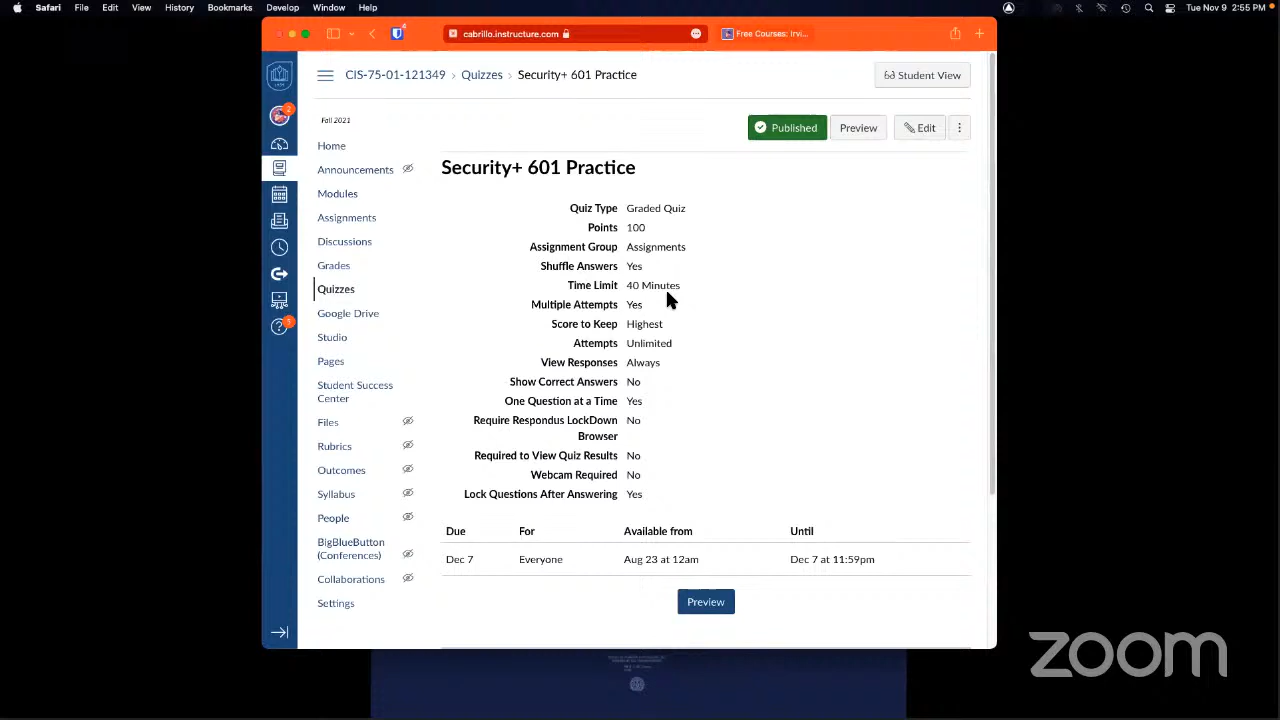 Safari File Edit View History Bookmarks Develop Window Help Tue Nov 9 2:55 PM
4 cabrillo.instructure.com Free Courses: Irvi...
CIS-75-01-121349 › Quizzes › Security+ 601 Practice Student View
Fall 2021
Published Preview Edit
2
Home
Announcements
Modules
Assignments
Discussions
Grades
Quizzes
Google Drive
Studio
Pages
Student Success
Center
Files
Rubrics
Outcomes
Syllabus
People
BigBlueButton
(Conferences)
Collaborations
Settings
5
Security+ 601 Practice
Quiz Type Graded Quiz
Points 100
Assignment Group Assignments
Shuffle Answers Yes
Time Limit 40 Minutes
Multiple Attempts Yes
Score to Keep Highest
Attempts Unlimited
View Responses Always
Show Correct Answers No
One Question at a Time Yes
Require Respondus LockDown No
Browser
Required to View Quiz Results No
Webcam Required No
Lock Questions After Answering Yes
Due For Available from Until
Dec 7 Everyone Aug 23 at 12am Dec 7 at 11:59pm
Preview
zoom